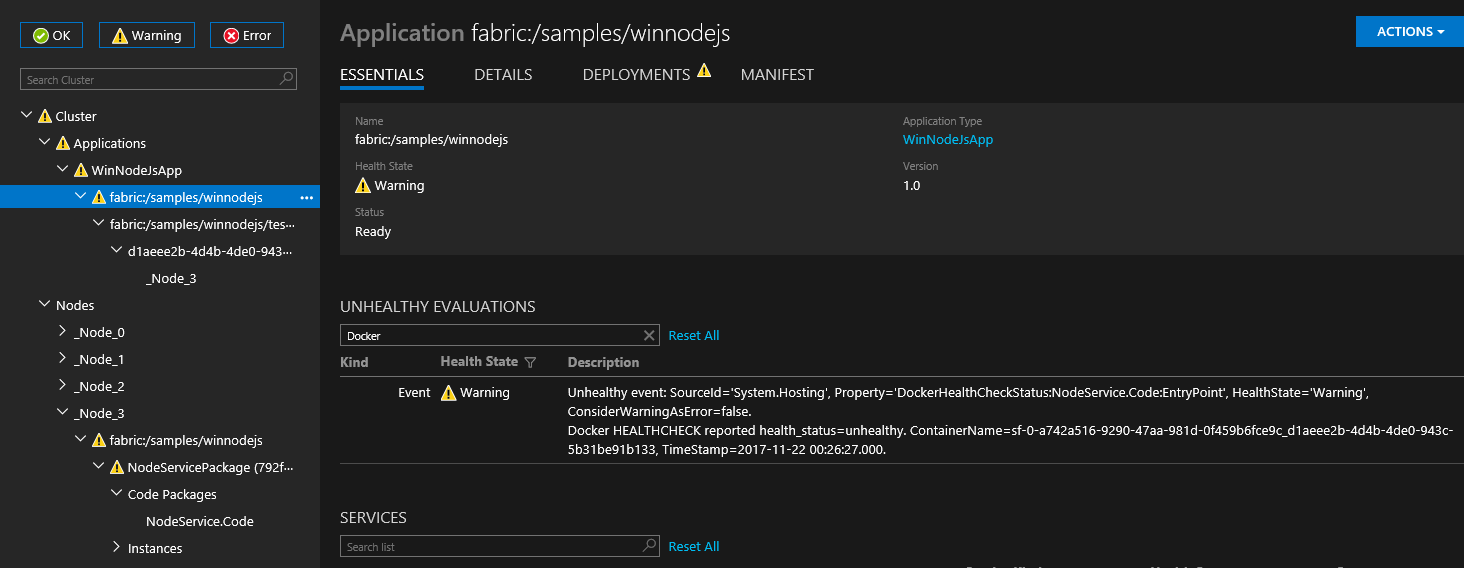 OK
Warning
Error
Search Cluster
Cluster
Applications
WinNodeJsApp
fabric:/samples/winnodejs
fabric:/samples/winnodejs/tes···
d1aeee2b-4d4b-4de0-943···
_Node_3
Nodes
_Node_0
_Node_1
_Node_2
_Node_3
fabric:/samples/winnodejs
NodeServicePackage (792f···
Code Packages
NodeService.Code
Instances
Application fabric:/samples/winnodejs
ACTIONS
ESSENTIALS DETAILS DEPLOYMENTS MANIFEST
Name
fabric:/samples/winnodejs
Application Type
WinNodeJsApp
Health State
Warning
Version
1.0
Status
Ready
UNHEALTHY EVALUATIONS
Docker
Reset All
Kind Health State Description
Event Warning Unhealthy event: SourceId='System.Hosting', Property='DockerHealthCheckStatus:NodeService.Code:EntryPoint', HealthState='Warning',
ConsiderWarningAsError=false.
Docker HEALTHCHECK reported health_status=unhealthy. ContainerName=sf-0-a742a516-9290-47aa-981d-0f459b6fce9c_d1aeee2b-4d4b-4de0-943c-
5b31be91b133, TimeStamp=2017-11-22 00:26:27.000.
SERVICES
Search list
Reset All